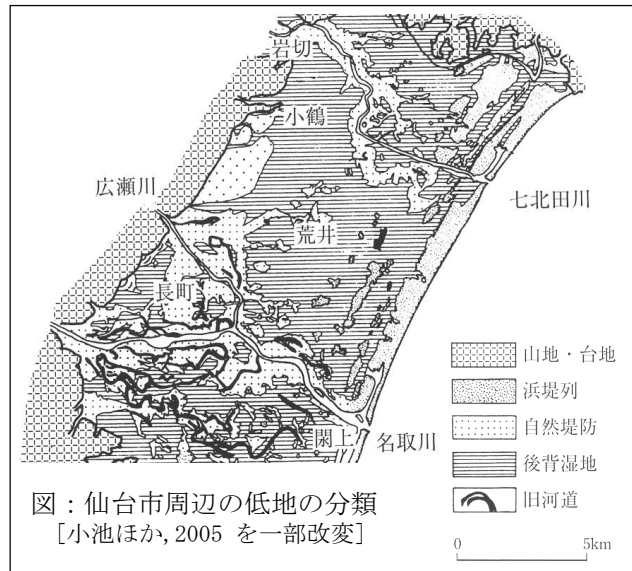 岩切
小鶴
広瀬川
七北田川
荒井
長町
閖上
名取川
山地・台地
浜堤列
自然堤防
後背湿地
旧河道
図：仙台市周辺の低地の分類
[小池ほか, 2005 を一部改変]
0 5km